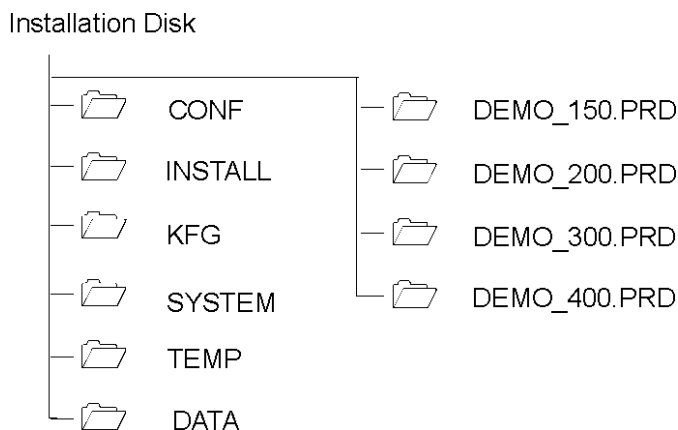 Installation Disk
CONF
INSTALL
KFG
SYSTEM
TEMP
DATA
DEMO_150.PRD
DEMO_200.PRD
DEMO_300.PRD
DEMO_400.PRD